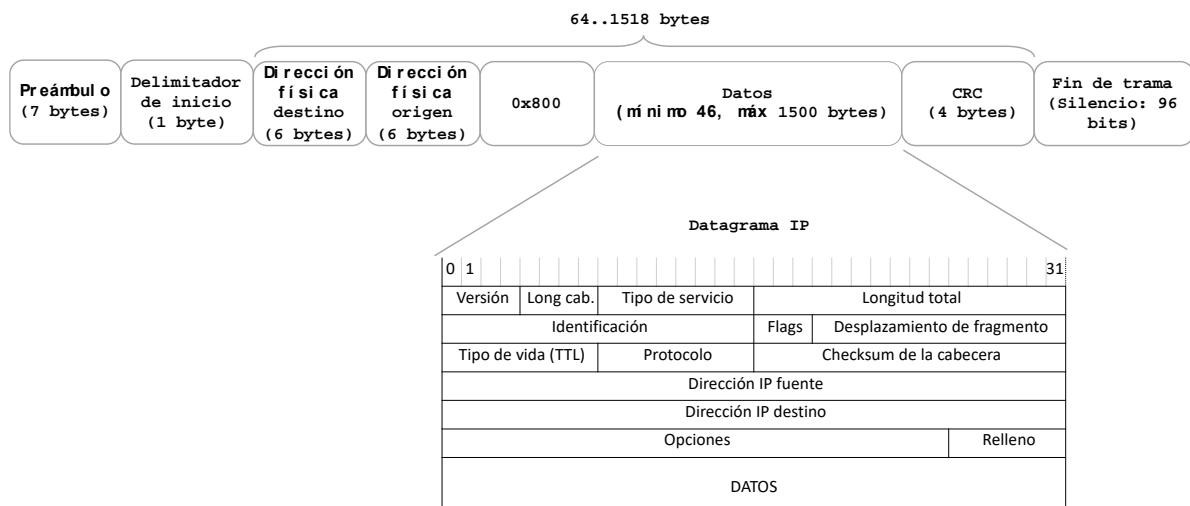 64..1518 bytes
Preámbulo
(7 bytes)
Delimitador
de inicio
(1 byte)
Dirección
física
destino
(6 bytes)
Dirección
física
origen
(6 bytes)
0x800
Datos
(mínimo 46, máx 1500 bytes)
CRC
(4 bytes)
Fin de trama
(Silencio: 96
bits)
Datagrama IP
0 1 31
Versión Long cab. Tipo de servicio Longitud total
Identificación Flags Desplazamiento de fragmento
Tipo de vida (TTL) Protocolo Checksum de la cabecera
Dirección IP fuente
Dirección IP destino
Opciones Relleno
DATOS